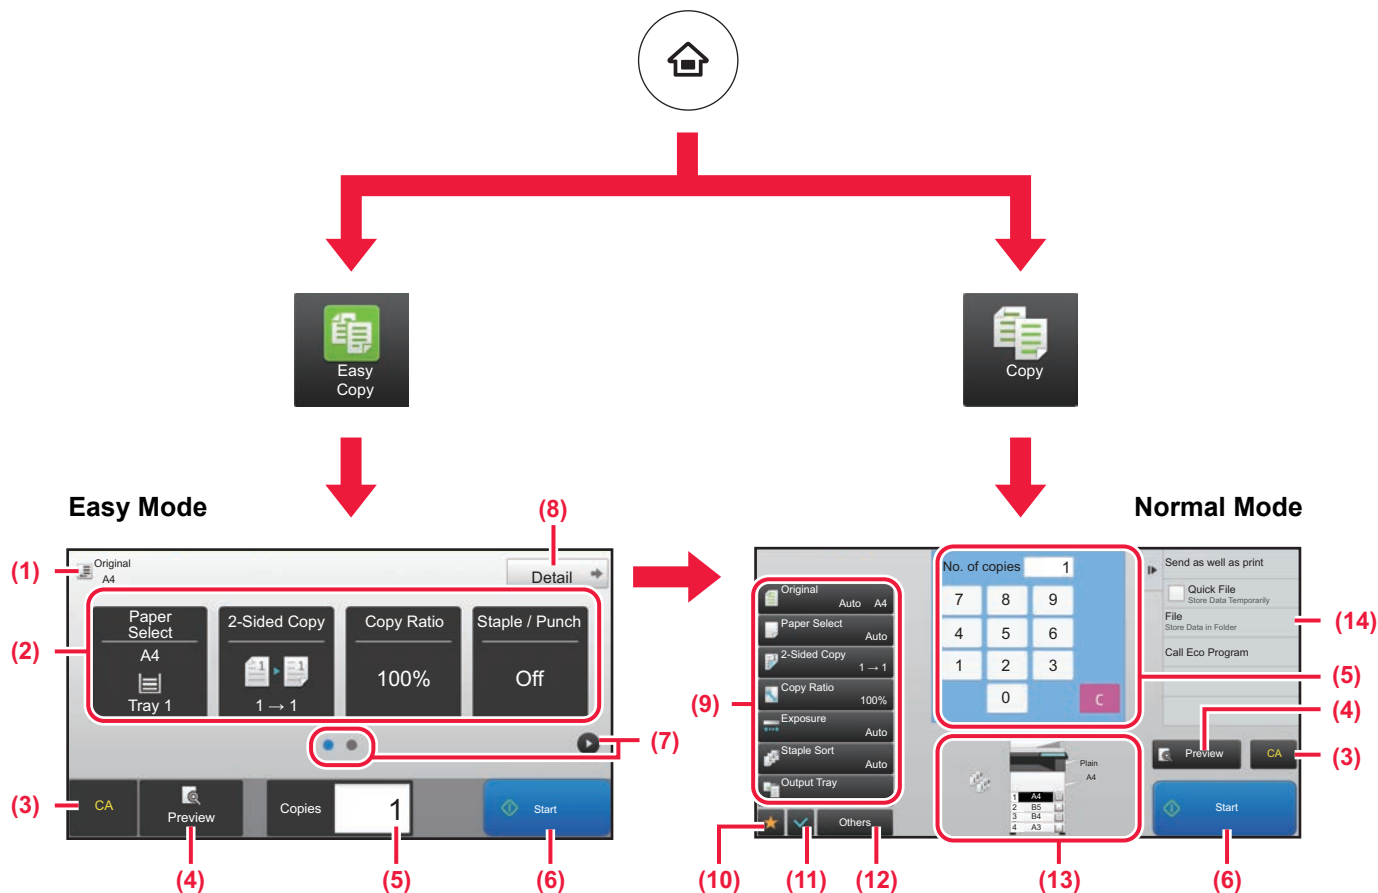 Easy
Copy
Copy
Easy Mode
Normal Mode
(8)
(1)
Original
A4
Detail
(2)
Paper
Select
A4
Tray 1
2-Sided Copy
1
1
1 → 1
Copy Ratio
100%
Staple / Punch
Off
(7)
(3)
CA
Preview
Copies
1
Start
(4)
(5)
(6)
(9)
Original
Auto A4
Paper Select
Auto
2-Sided Copy
1 → 1
Copy Ratio
100%
Exposure
Auto
Staple Sort
Auto
Output Tray
Others
No. of copies 1
7 8 9
4 5 6
1 2 3
0 C
Plain
A4
1 A4
2 B5
3 B4
4 A3
Send as well as print
Quick File
Store Data Temporarily
File
Store Data in Folder
Call Eco Program
Preview
CA
Start
(14)
(5)
(4)
(3)
(10)
(11)
(12)
(13)
(6)